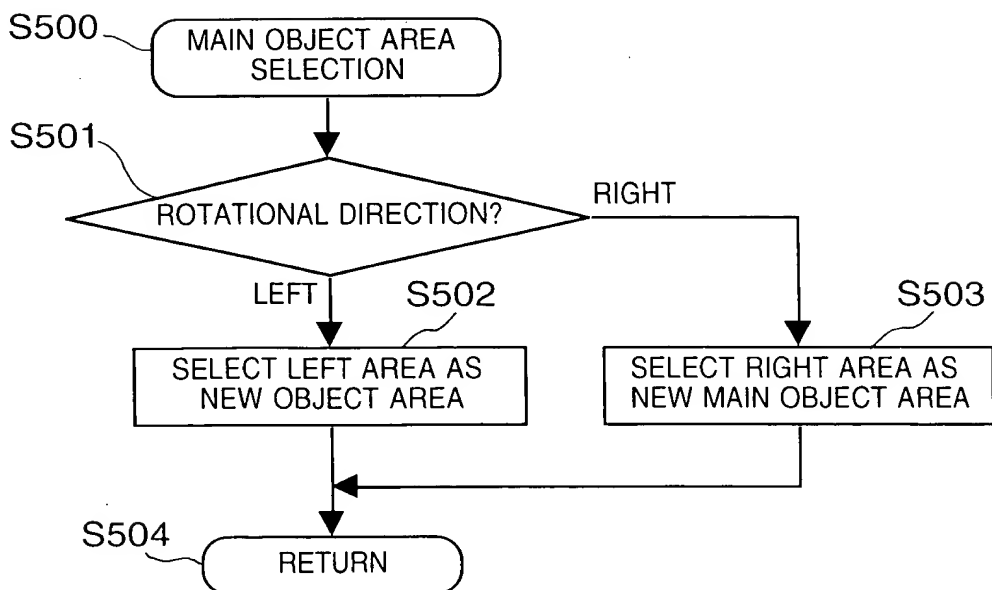 S500
MAIN OBJECT AREA
SELECTION
S501
ROTATIONAL DIRECTION?
RIGHT
LEFT
S502
S503
SELECT LEFT AREA AS
NEW OBJECT AREA
SELECT RIGHT AREA AS
NEW MAIN OBJECT AREA
S504
RETURN